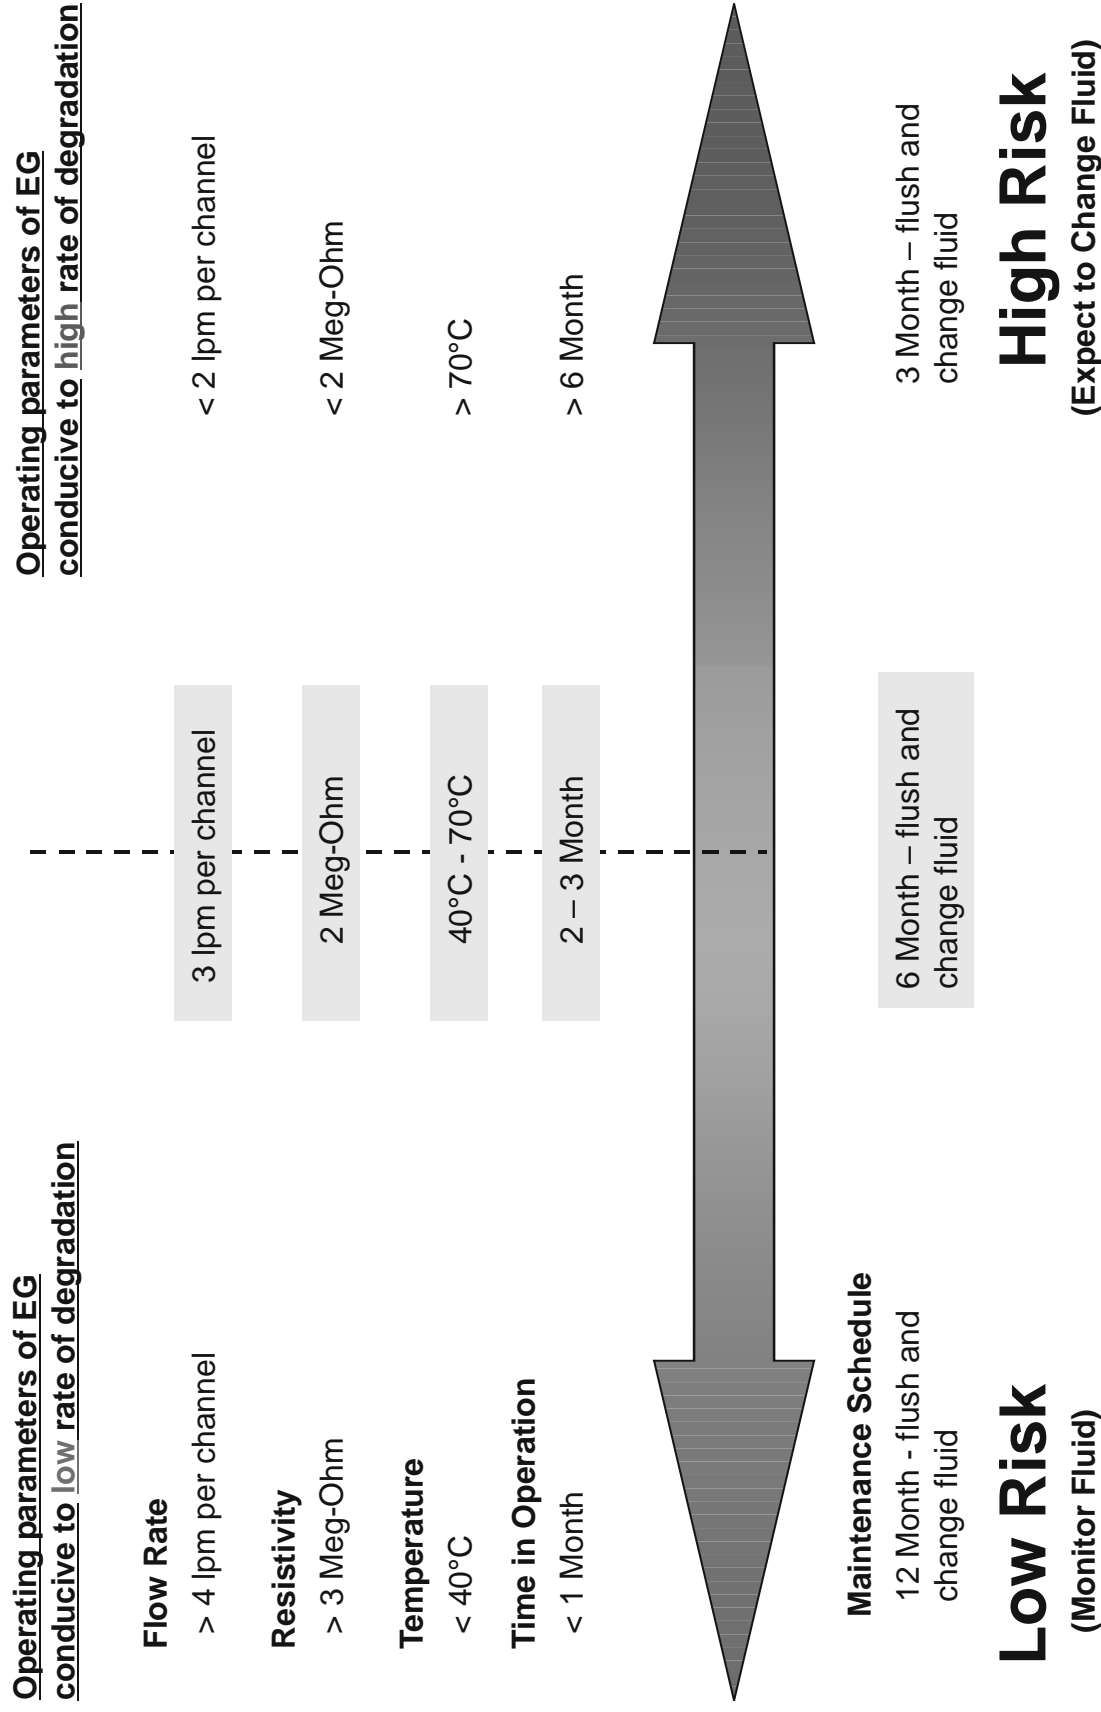 Operating parameters of EG
conducive to low rate of degradation
Operating parameters of EG
conducive to high rate of degradation
Flow Rate
> 4 lpm per channel
3 lpm per channel
< 2 lpm per channel
Resistivity
> 3 Meg-Ohm
2 Meg-Ohm
< 2 Meg-Ohm
Temperature
< 40°C
40°C - 70°C
> 70°C
Time in Operation
< 1 Month
2 – 3 Month
> 6 Month
Maintenance Schedule
12 Month - flush and
change fluid
6 Month – flush and
change fluid
3 Month – flush and
change fluid
Low Risk
(Monitor Fluid)
High Risk
(Expect to Change Fluid)